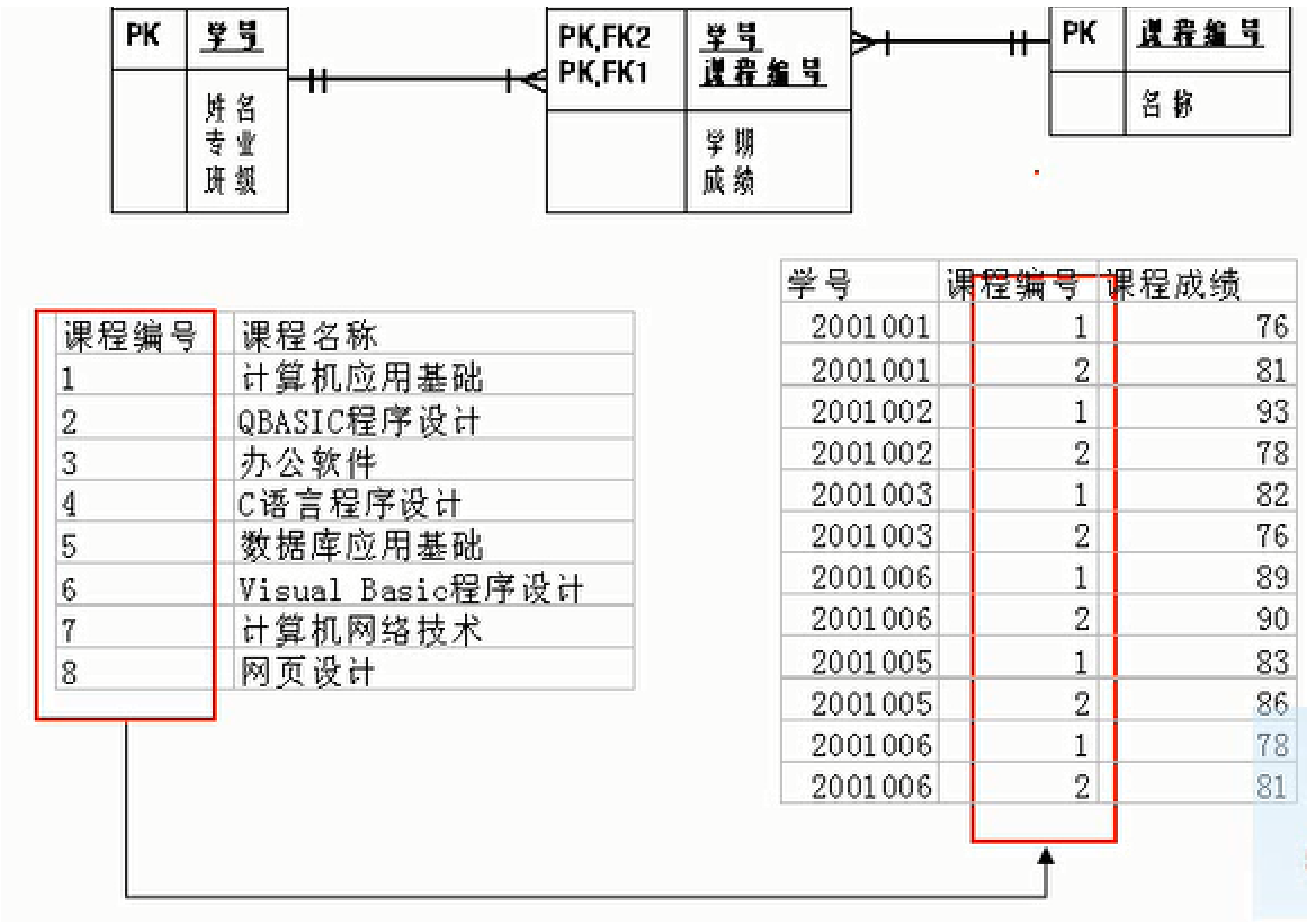 PK 学号
姓名
专业
班级
PK,FK2 学号
PK,FK1 课程编号
学期
成绩
PK 课程编号
名称
课程编号 课程名称
1 计算机应用基础
2 QBASIC程序设计
3 办公软件
4 C语言程序设计
5 数据库应用基础
6 Visual Basic程序设计
7 计算机网络技术
8 网页设计
学号 课程编号 课程成绩
2001001 1 76
2001001 2 81
2001002 1 93
2001002 2 78
2001003 1 82
2001003 2 76
2001006 1 89
2001006 2 90
2001005 1 83
2001005 2 86
2001006 1 78
2001006 2 81